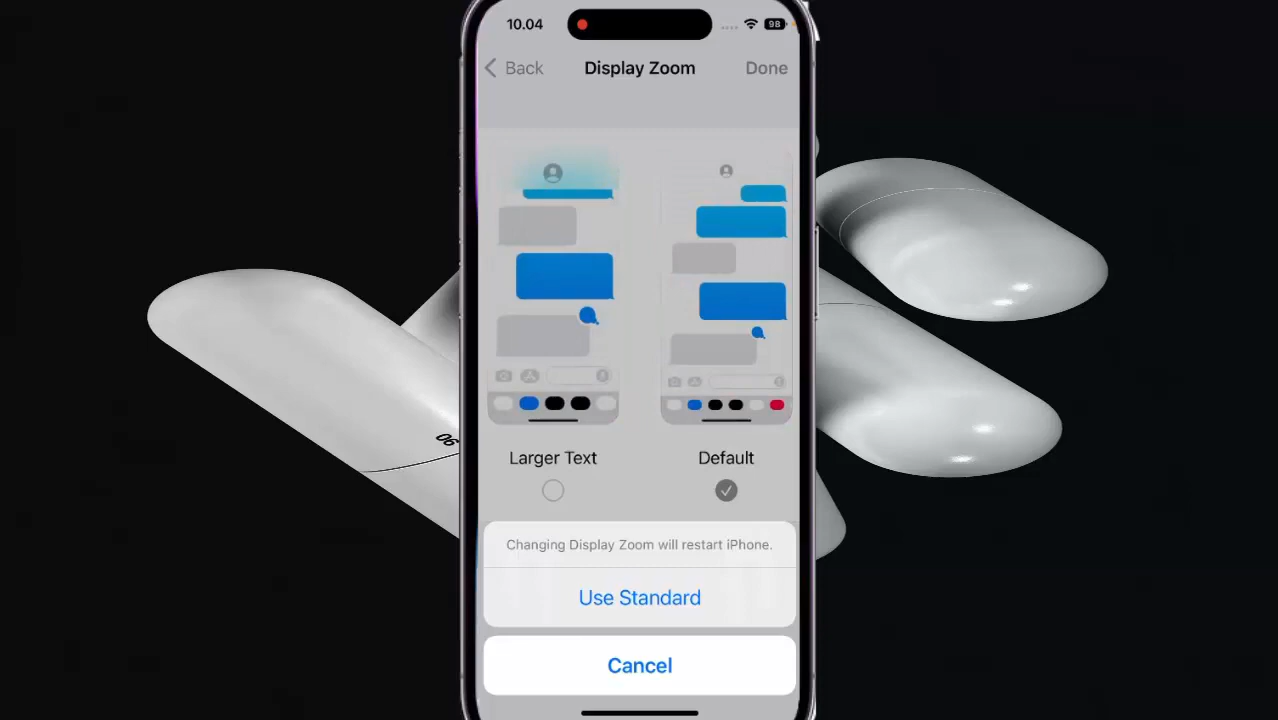 10.04
98
Back
Display Zoom
Done
06
Larger Text
Default
Changing Display Zoom will restart iPhone.
Use Standard
Cancel